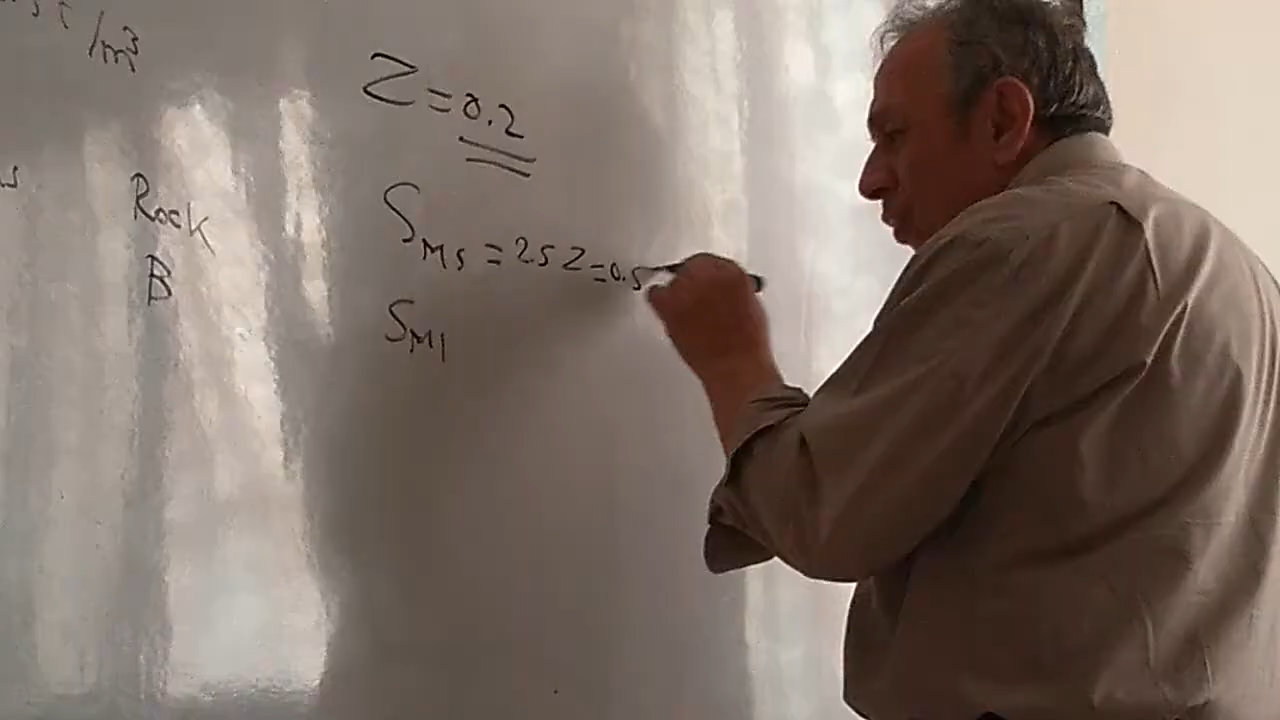 /m³
Z = 0.2
Rock
B
S_MS = 2.5 Z = 0.5
S_M1